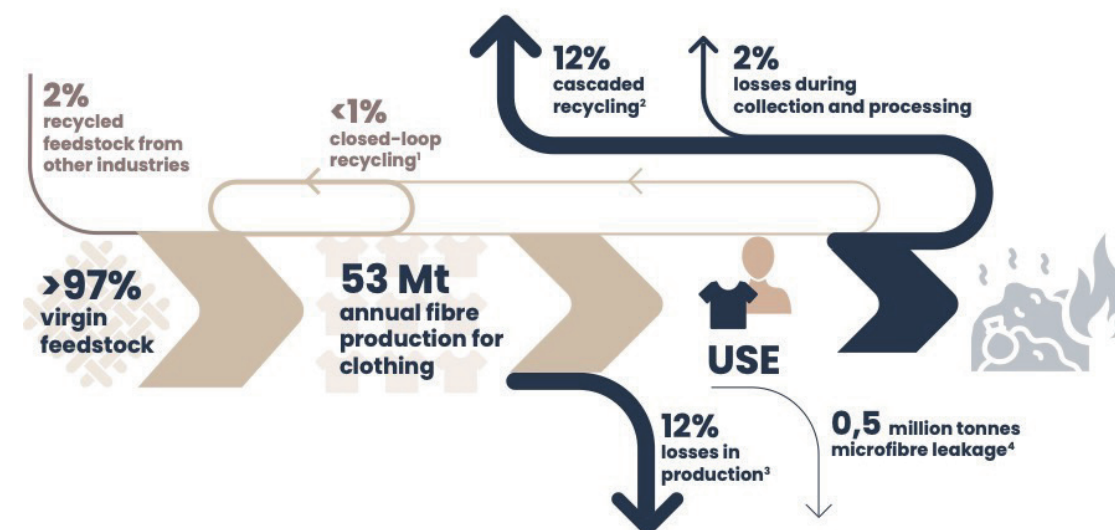 2%
recycled
feedstock from
other industries
<1%
closed-loop
recycling¹
12%
cascaded
recycling²
2%
losses during
collection and processing
>97%
virgin
feedstock
53 Mt
annual fibre
production for
clothing
USE
12%
losses in
production³
0,5 million tonnes
microfibre leakage⁴